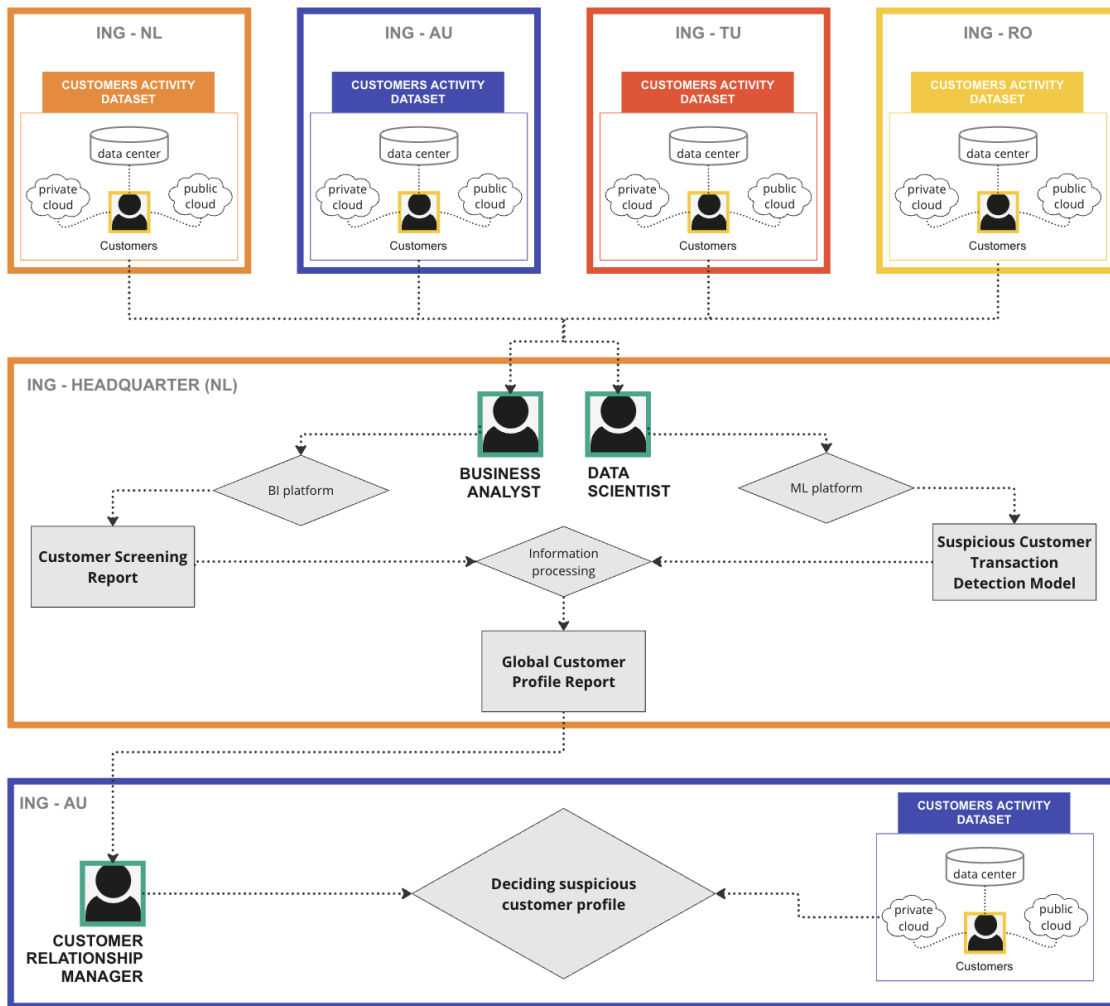 ING - NL
CUSTOMERS ACTIVITY
DATASET
data center
private
cloud
public
cloud
Customers
ING - AU
CUSTOMERS ACTIVITY
DATASET
data center
private
cloud
public
cloud
Customers
ING - TU
CUSTOMERS ACTIVITY
DATASET
data center
private
cloud
public
cloud
Customers
ING - RO
CUSTOMERS ACTIVITY
DATASET
data center
private
cloud
public
cloud
Customers
ING - HEADQUARTER (NL)
BUSINESS
ANALYST
DATA
SCIENTIST
BI platform
ML platform
Customer Screening
Report
Information
processing
Suspicious Customer
Transaction
Detection Model
Global Customer
Profile Report
ING - AU
CUSTOMER
RELATIONSHIP
MANAGER
Deciding suspicious
customer profile
CUSTOMERS ACTIVITY
DATASET
data center
private
cloud
public
cloud
Customers